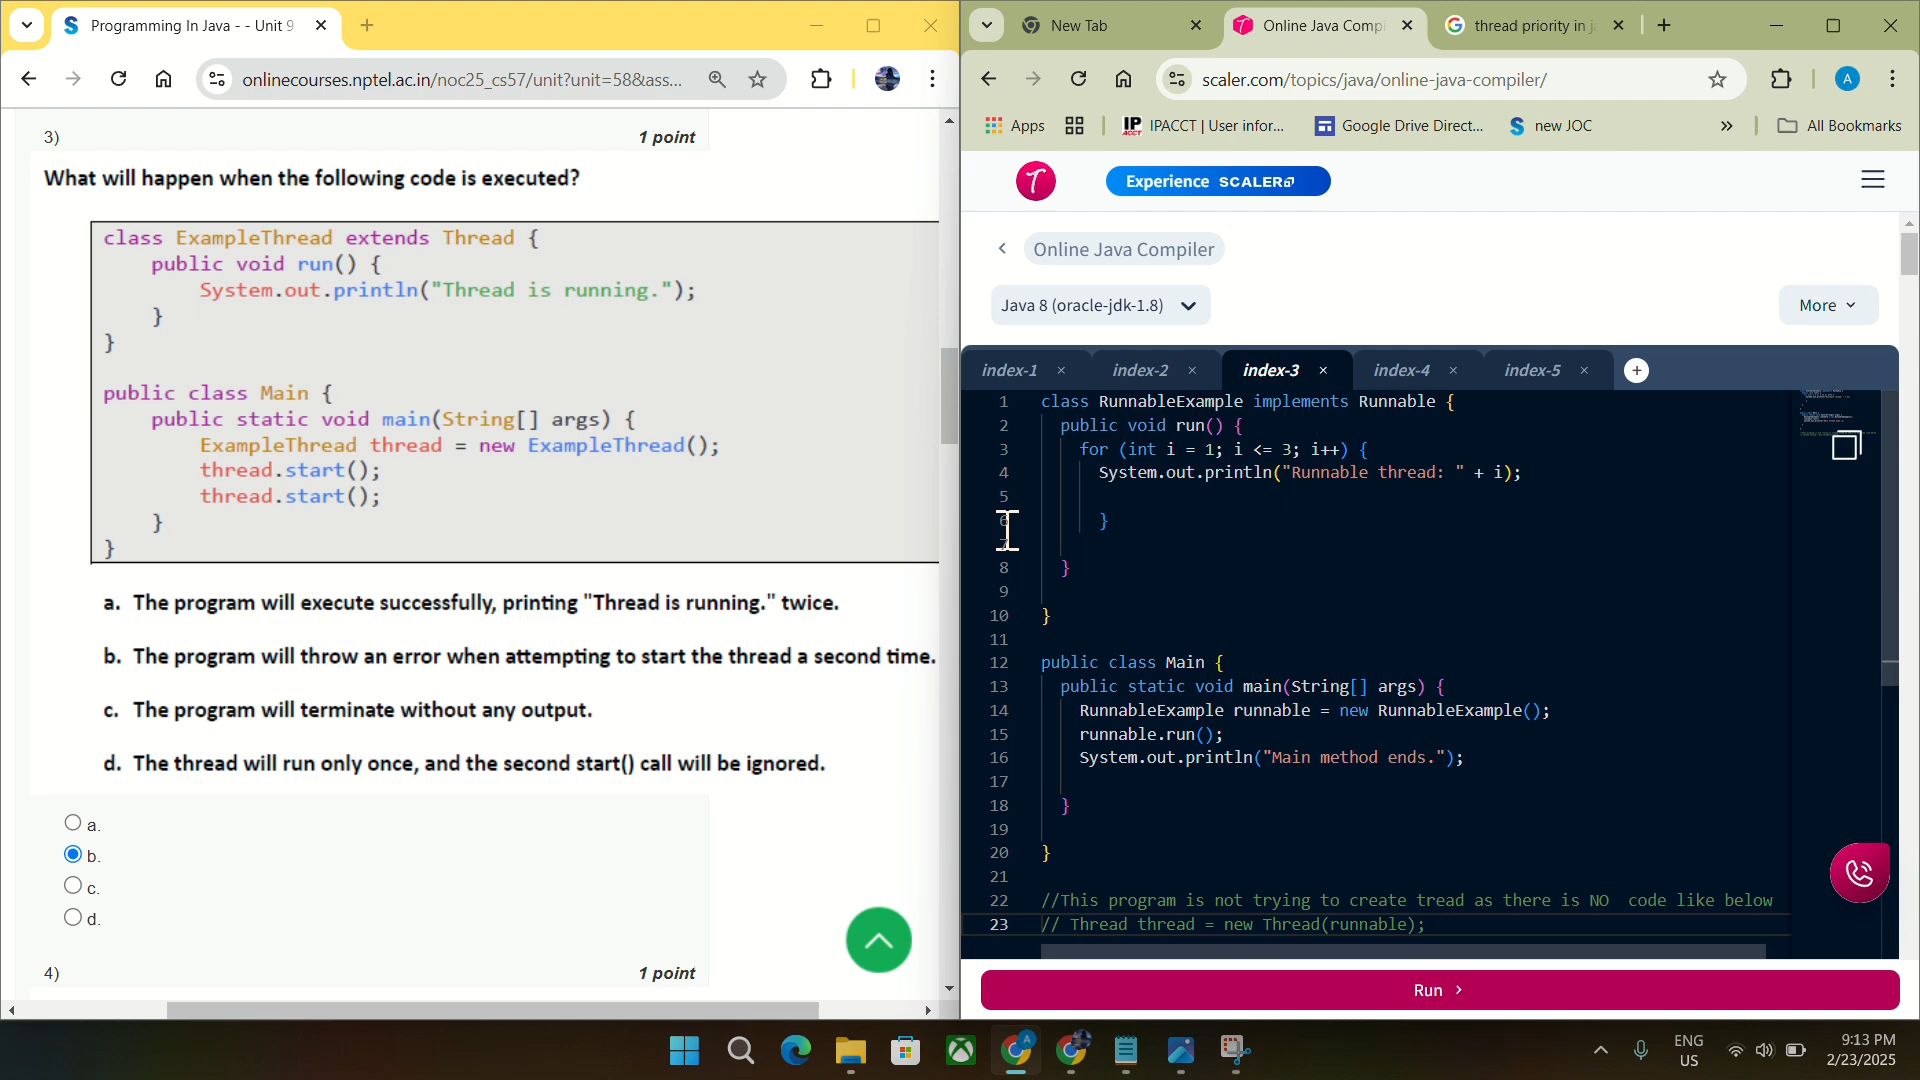 Programming In Java - - Unit 9
onlinecourses.nptel.ac.in/noc25_cs57/unit?unit=58&ass...
3)
1 point
What will happen when the following code is executed?
class ExampleThread extends Thread {
public void run() {
System.out.println("Thread is running.");
}
}
public class Main {
public static void main(String[] args) {
ExampleThread thread = new ExampleThread();
thread.start();
thread.start();
}
}
a. The program will execute successfully, printing "Thread is running." twice.
b. The program will throw an error when attempting to start the thread a second time.
c. The program will terminate without any output.
d. The thread will run only once, and the second start() call will be ignored.
a.
b.
c.
d.
4)
1 point
New Tab
Online Java Comp
thread priority in j
scaler.com/topics/java/online-java-compiler/
A
Apps
IPACCT | User infor...
Google Drive Direct...
new JOC
All Bookmarks
Experience SCALER
Online Java Compiler
Java 8 (oracle-jdk-1.8)
More
index-1
index-2
index-3
index-4
index-5
1 class RunnableExample implements Runnable {
2 public void run() {
3 for (int i = 1; i <= 3; i++) {
4 System.out.println("Runnable thread: " + i);
5
6 }
7
8 }
9
10 }
11
12 public class Main {
13 public static void main(String[] args) {
14 RunnableExample runnable = new RunnableExample();
15 runnable.run();
16 System.out.println("Main method ends.");
17
18 }
19
20 }
21
22 //This program is not trying to create tread as there is NO code like below
23 // Thread thread = new Thread(runnable);
Run
ENG
US
9:13 PM
2/23/2025